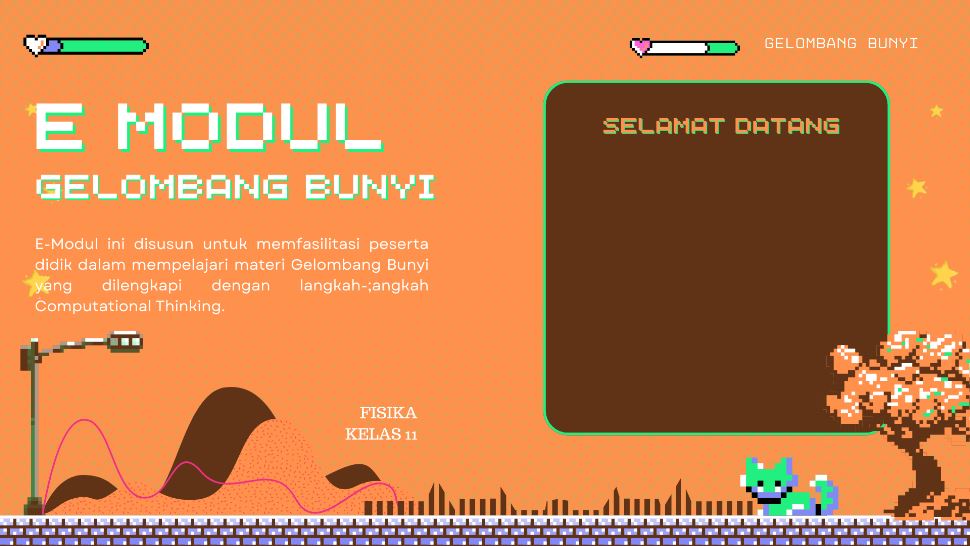 GELOMBANG BUNYI
E MODUL
GELOMBANG BUNYI
E-Modul ini disusun untuk memfasilitasi peserta
didik dalam mempelajari materi Gelombang Bunyi
yang dilengkapi dengan langkah-;angkah
Computational Thinking.
FISIKA
KELAS 11
SELAMAT DATANG